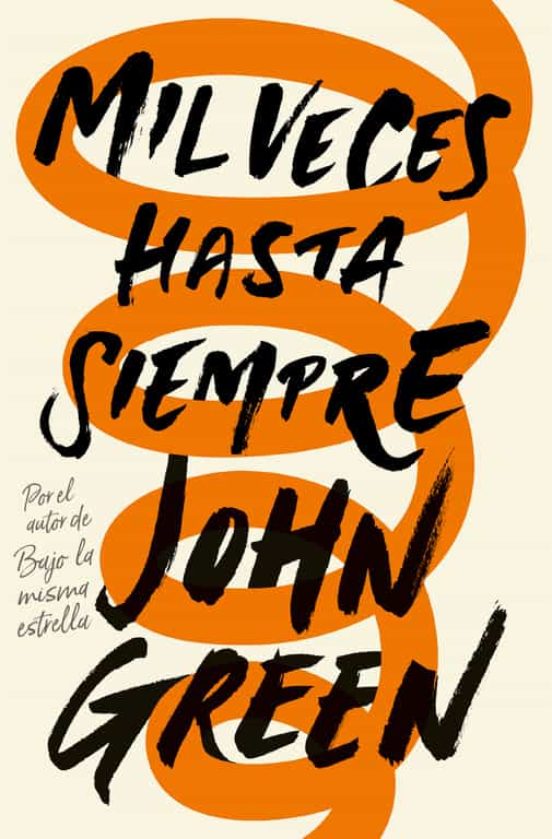 MIL VECES
HASTA
SIEMPRE
JOHN
GREEN
Por el
autor de
Bajo la
misma
estrella